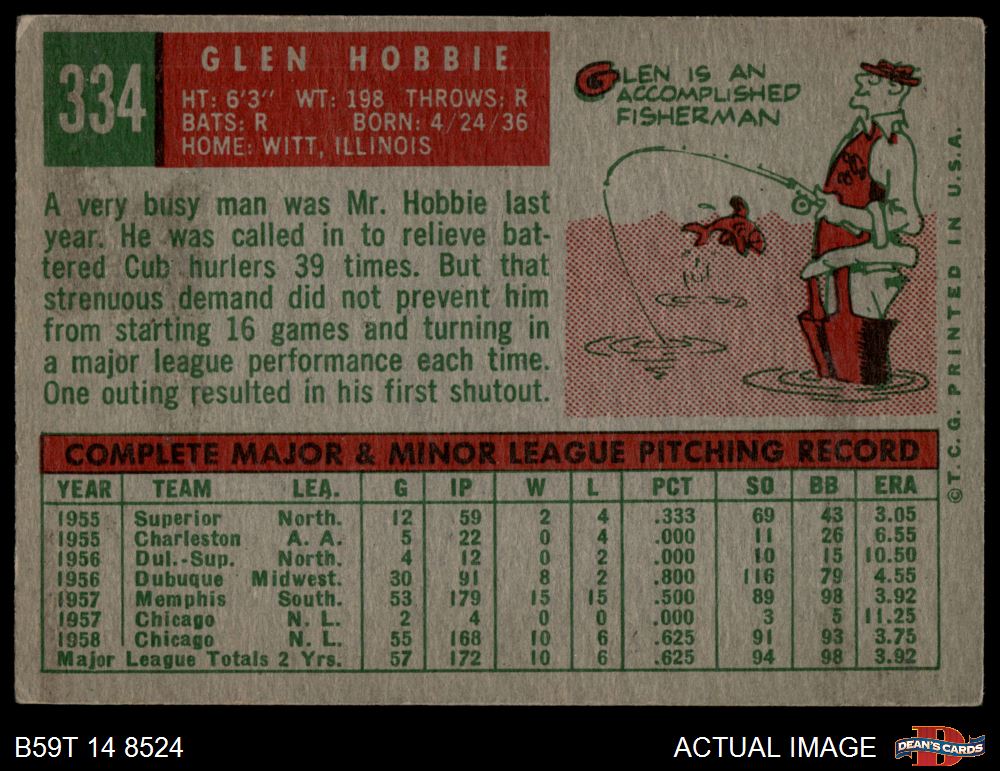 334
GLEN HOBBIE
HT: 6'3" WT: 198 THROWS: R
BATS: R BORN: 4/24/36
HOME: WITT, ILLINOIS
GLEN IS AN
ACCOMPLISHED
FISHERMAN
A very busy man was Mr. Hobbie last
year. He was called in to relieve bat-
tered Cub hurlers 39 times. But that
strenuous demand did not prevent him
from starting 16 games and turning in
a major league performance each time.
One outing resulted in his first shutout.
COMPLETE MAJOR & MINOR LEAGUE PITCHING RECORD
YEAR TEAM LEA. G IP W L PCT SO BB ERA
1955 Superior North. 12 59 2 4 .333 69 43 3.05
1955 Charleston A. A. 5 22 0 4 .000 11 26 6.55
1956 Dul.-Sup. North. 4 12 0 2 .000 10 15 10.50
1956 Dubuque Midwest. 30 91 8 2 .800 116 79 4.55
1957 Memphis South. 53 179 15 15 .500 89 98 3.92
1957 Chicago N. L. 2 4 0 0 .000 3 5 11.25
1958 Chicago N. L. 55 168 10 6 .625 91 93 3.75
Major League Totals 2 Yrs. 57 172 10 6 .625 94 98 3.92
©T. C. G. PRINTED IN U.S.A.
B59T 14 8524
ACTUAL IMAGE
DEAN'S CARDS